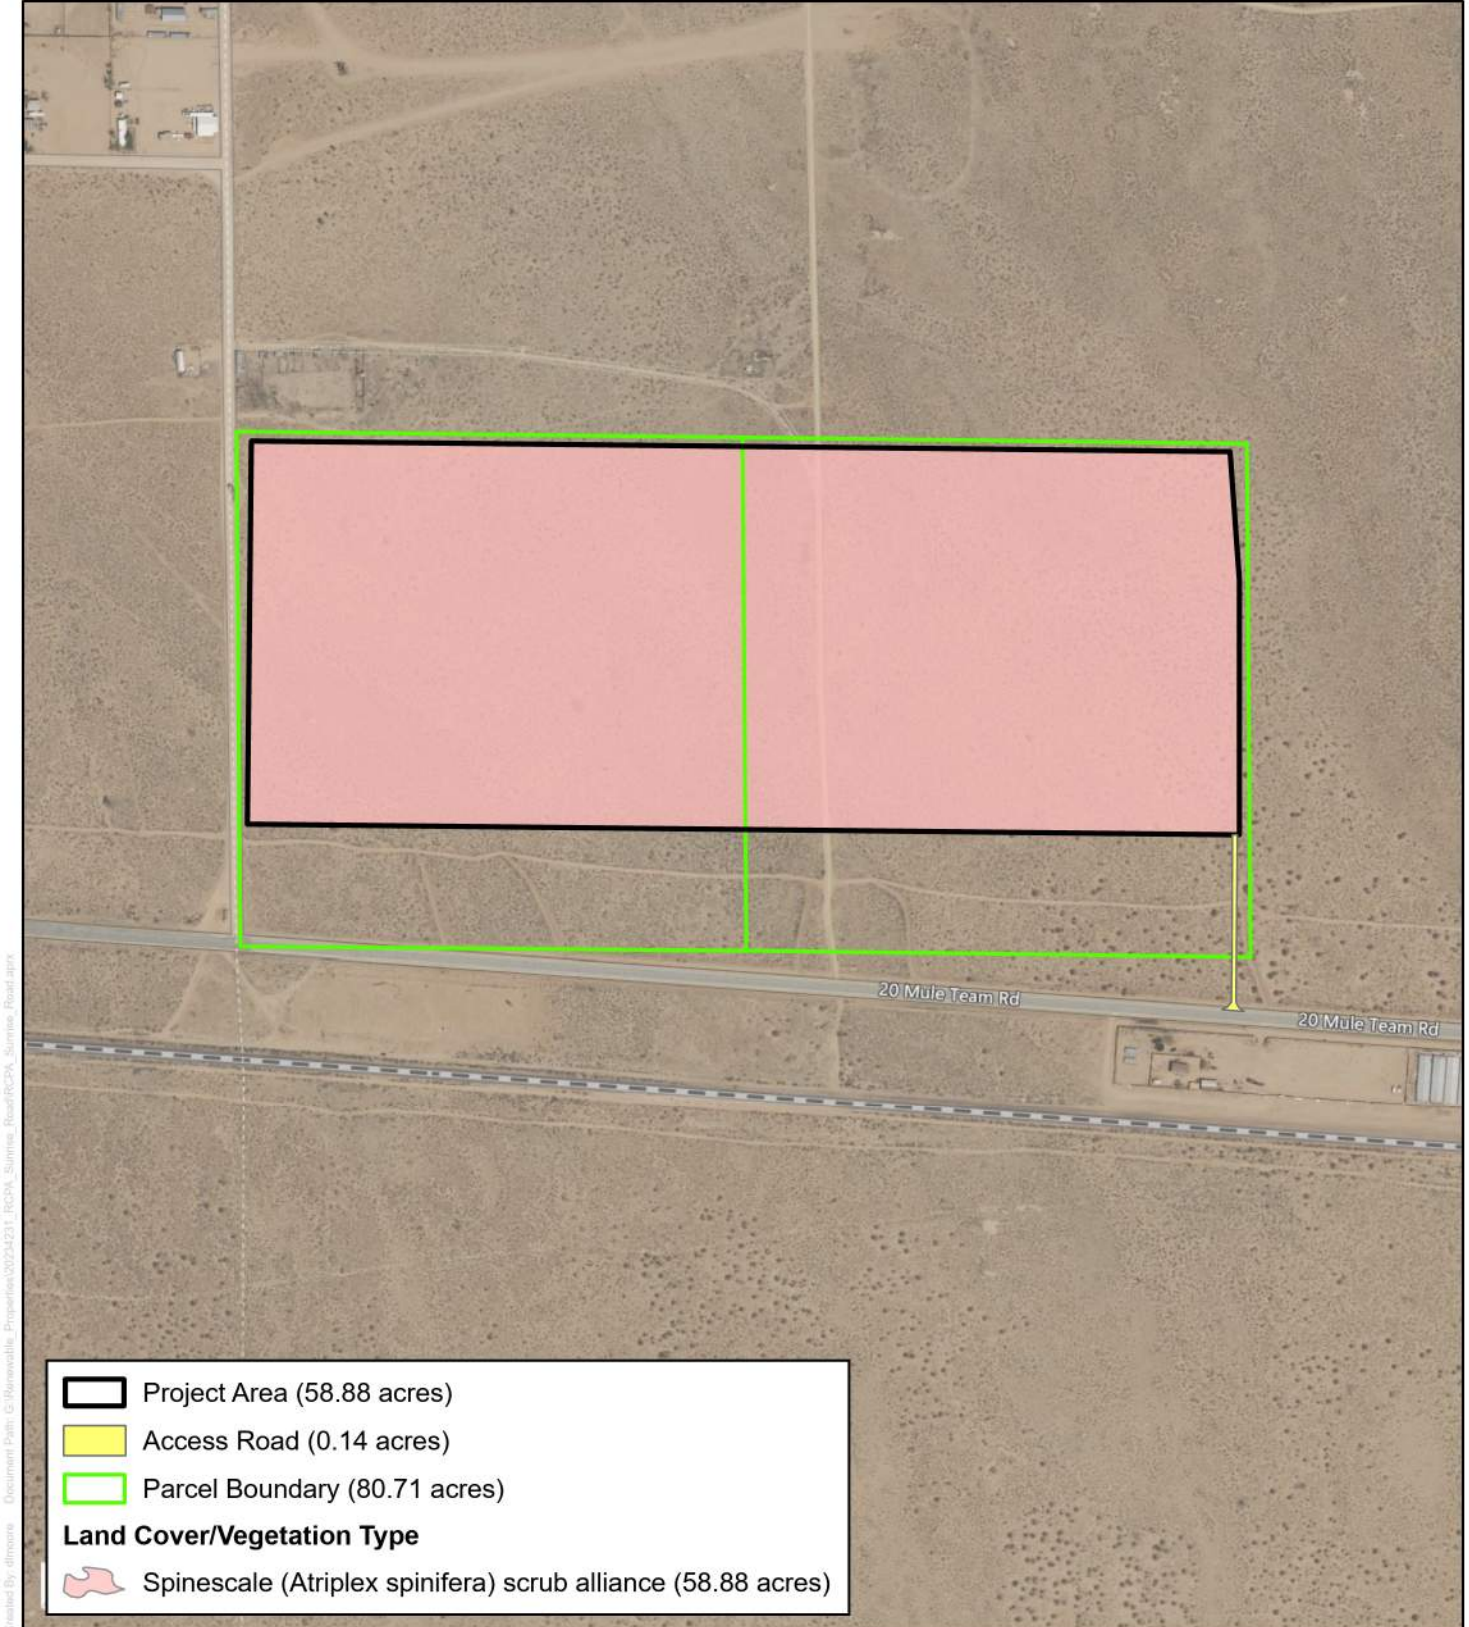 20 Mule Team Rd
20 Mule Team Rd
Project Area (58.88 acres)
Access Road (0.14 acres)
Parcel Boundary (80.71 acres)
Land Cover/Vegetation Type
Spinescale (Atriplex spinifera) scrub alliance (58.88 acres)